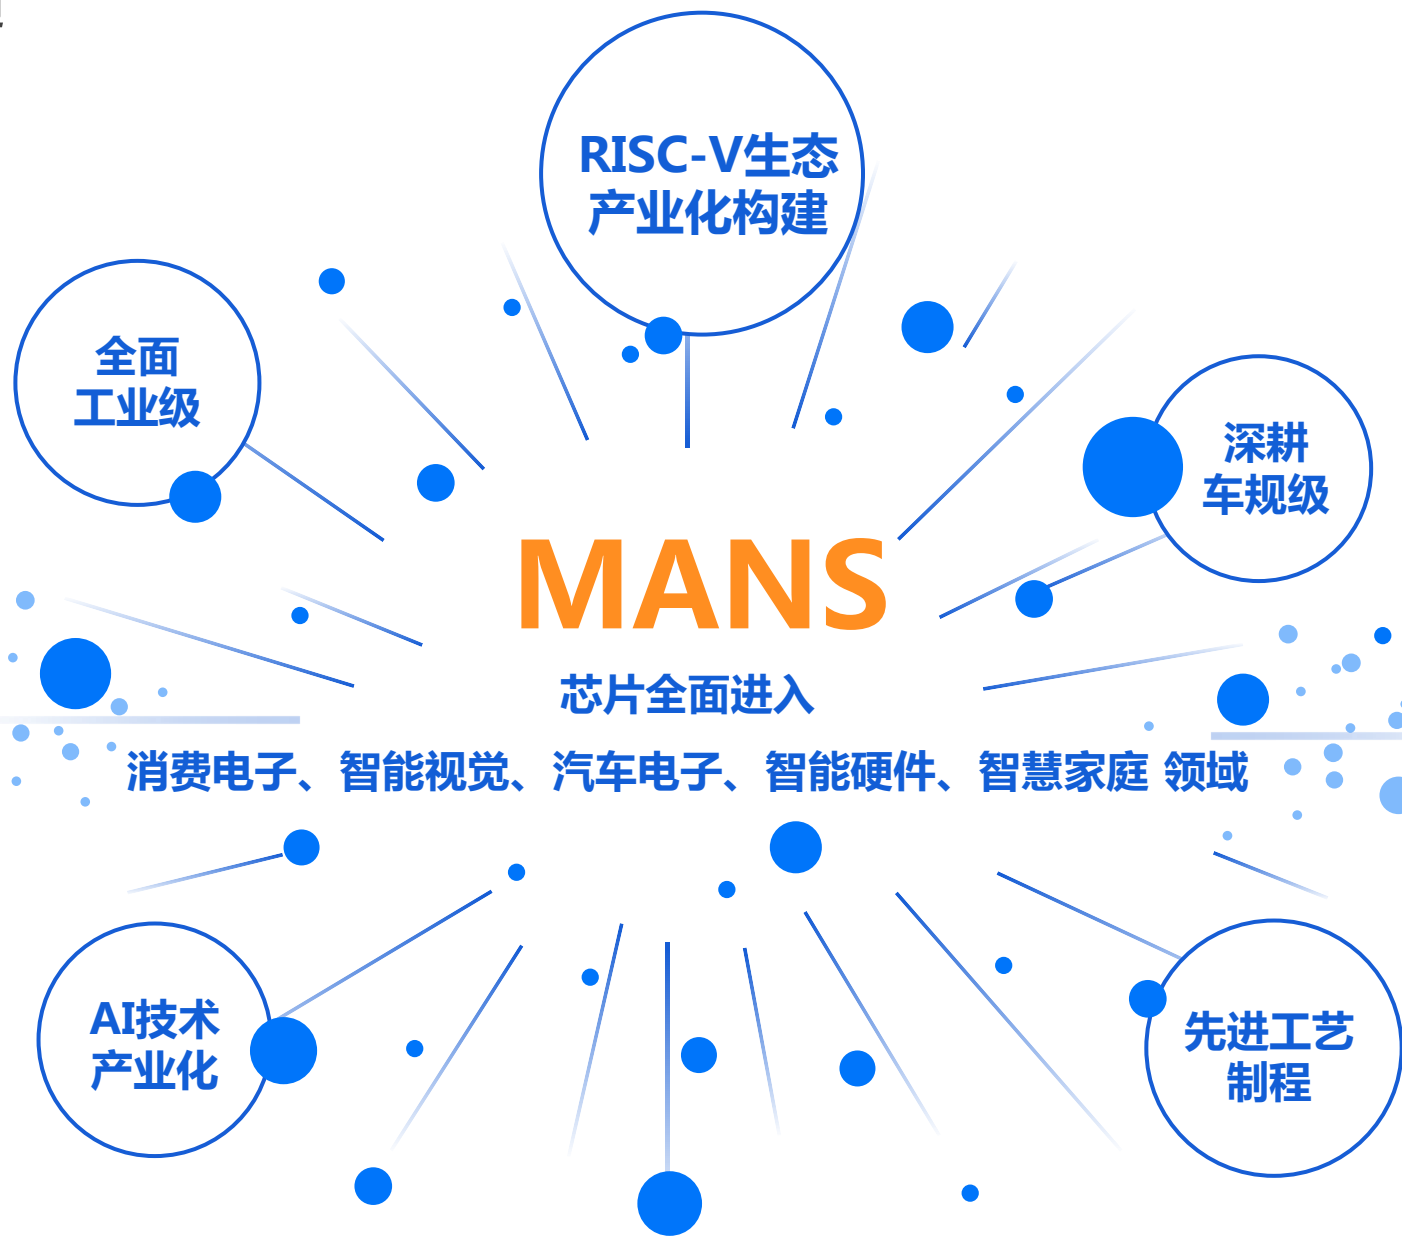 RISC-V生态
产业化构建
全面
工业级
深耕
车规级
MANS
芯片全面进入
消费电子、智能视觉、汽车电子、智能硬件、智慧家庭 领域
AI技术
产业化
先进工艺
制程